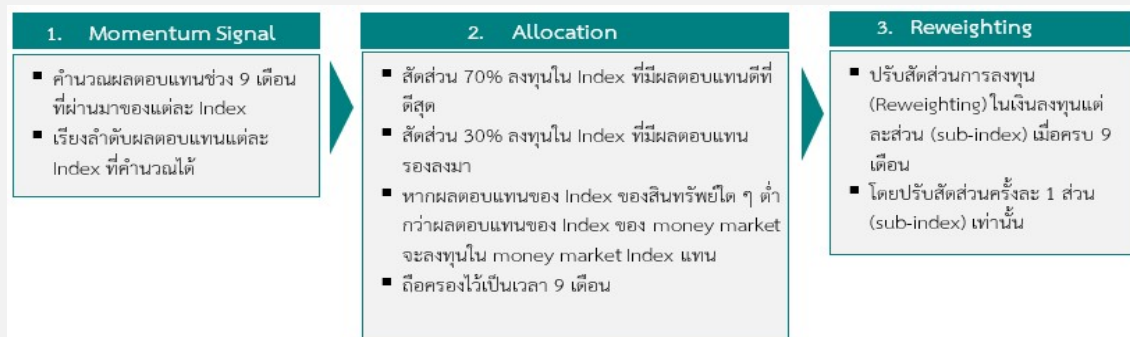 1. Momentum Signal
▪ คำนวณผลตอบแทนช่วง 9 เดือน
ที่ผ่านมาของแต่ละ Index
▪ เรียงลำดับผลตอบแทนแต่ละ
Index ที่คำนวณได้
2. Allocation
▪ สัดส่วน 70% ลงทุนใน Index ที่มีผลตอบแทนดีที่
ดีสุด
▪ สัดส่วน 30% ลงทุนใน Index ที่มีผลตอบแทน
รองลงมา
▪ หากผลตอบแทนของ Index ของสินทรัพย์ใด ๆ ต่ำ
กว่าผลตอบแทนของ Index ของ money market
จะลงทุนใน money market Index แทน
▪ ถือครองไว้เป็นเวลา 9 เดือน
3. Reweighting
▪ ปรับสัดส่วนการลงทุน
(Reweighting) ในเงินลงทุนแต่
ละส่วน (sub-index) เมื่อครบ 9
เดือน
▪ โดยปรับสัดส่วนครั้งละ 1 ส่วน
(sub-index) เท่านั้น